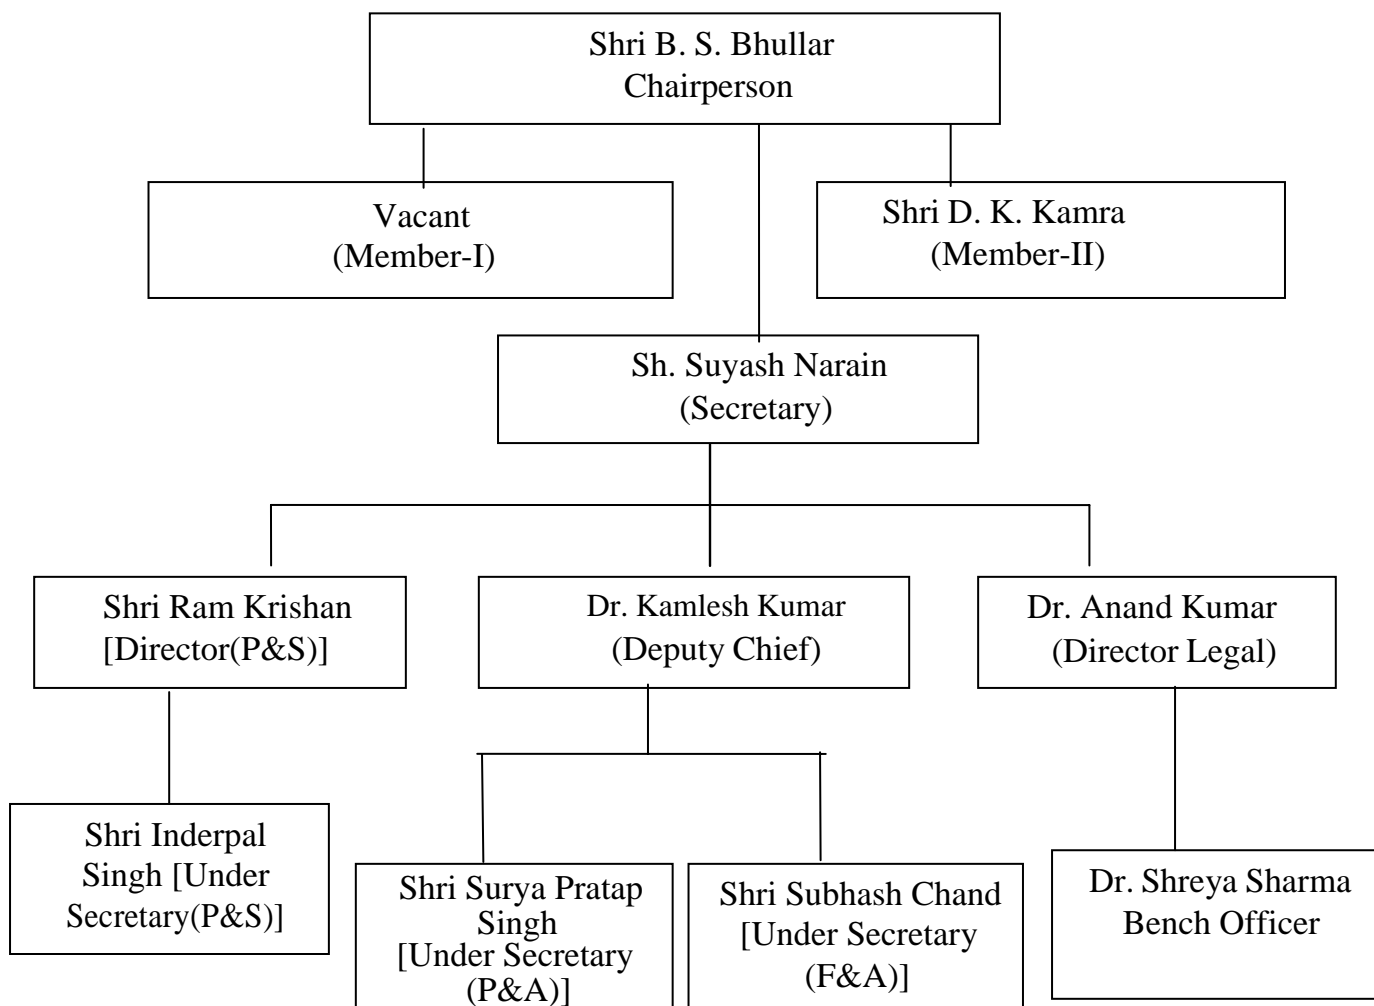 Shri B. S. Bhullar
Chairperson
Vacant
(Member-I)
Shri D. K. Kamra
(Member-II)
Sh. Suyash Narain
(Secretary)
Shri Ram Krishan
[Director(P&S)]
Dr. Kamlesh Kumar
(Deputy Chief)
Dr. Anand Kumar
(Director Legal)
Shri Inderpal
Singh [Under
Secretary(P&S)]
Shri Surya Pratap
Singh
[Under Secretary
(P&A)]
Shri Subhash Chand
[Under Secretary
(F&A)]
Dr. Shreya Sharma
Bench Officer